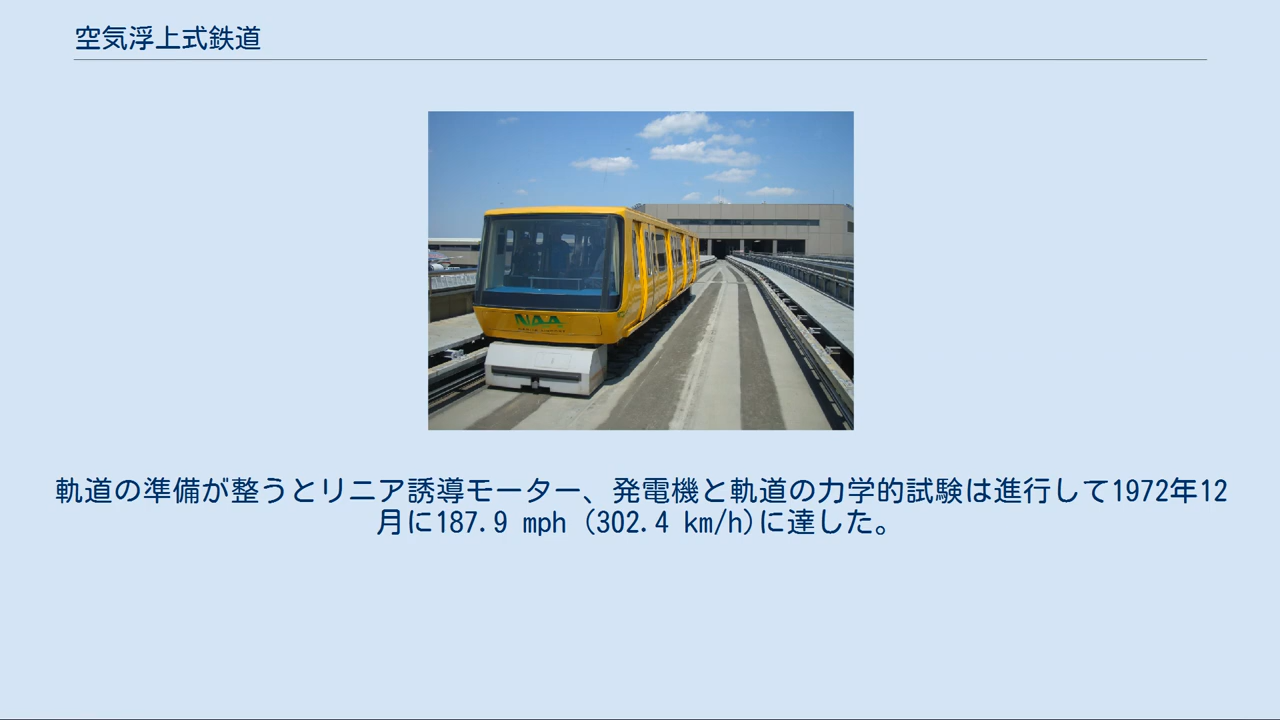 空気浮上式鉄道
NAA
軌道の準備が整うとリニア誘導モーター、発電機と軌道の力学的試験は進行して1972年12
月に187.9 mph (302.4 km/h)に達した。